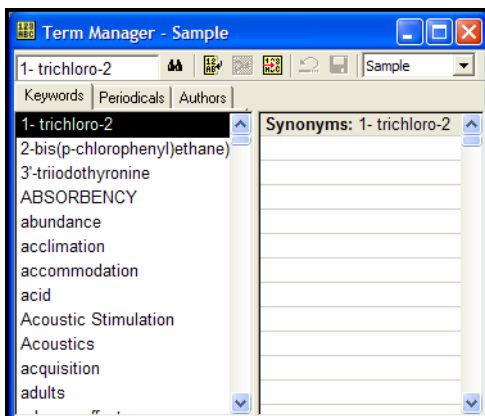 Term Manager - Sample
1- trichloro-2
Sample
Keywords Periodicals Authors
1- trichloro-2
Synonyms: 1- trichloro-2
2-bis(p-chlorophenyl)ethane)
3'-triiodothyronine
ABSORBENCY
abundance
acclimation
accommodation
acid
Acoustic Stimulation
Acoustics
acquisition
adults